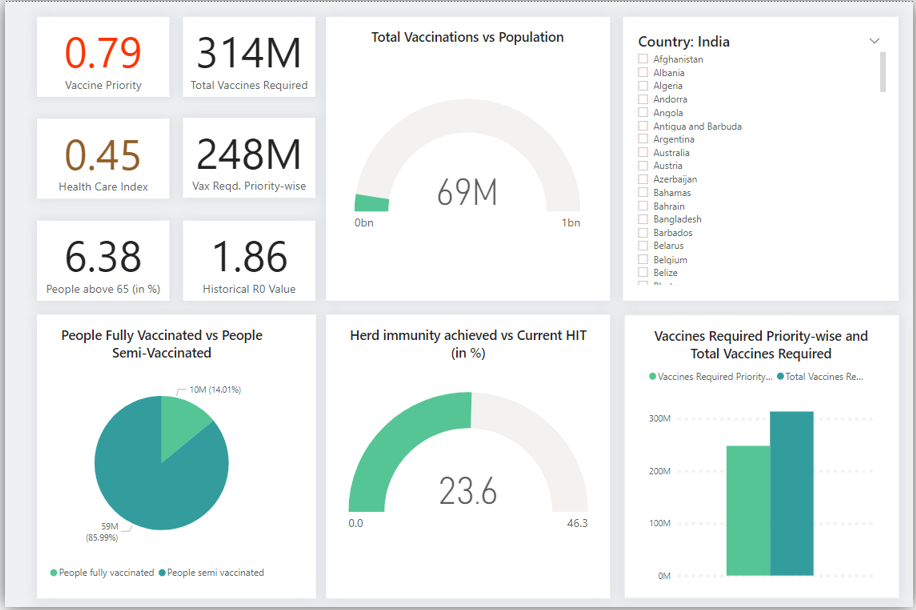 0.79
Vaccine Priority
314M
Total Vaccines Required
0.45
Health Care Index
248M
Vax Reqd. Priority-wise
6.38
People above 65 (in %)
1.86
Historical R0 Value
Total Vaccinations vs Population
69M
0bn
1bn
Country: India
Afghanistan
Albania
Algeria
Andorra
Angola
Antigua and Barbuda
Argentina
Australia
Austria
Azerbaijan
Bahamas
Bahrain
Bangladesh
Barbados
Belarus
Belgium
Belize
People Fully Vaccinated vs People
Semi-Vaccinated
10M (14.01%)
59M
(85.99%)
People fully vaccinated
People semi vaccinated
Herd immunity achieved vs Current HIT
(in %)
23.6
0.0
46.3
Vaccines Required Priority-wise and
Total Vaccines Required
Vaccines Required Priority...
Total Vaccines Re...
300M
200M
100M
0M